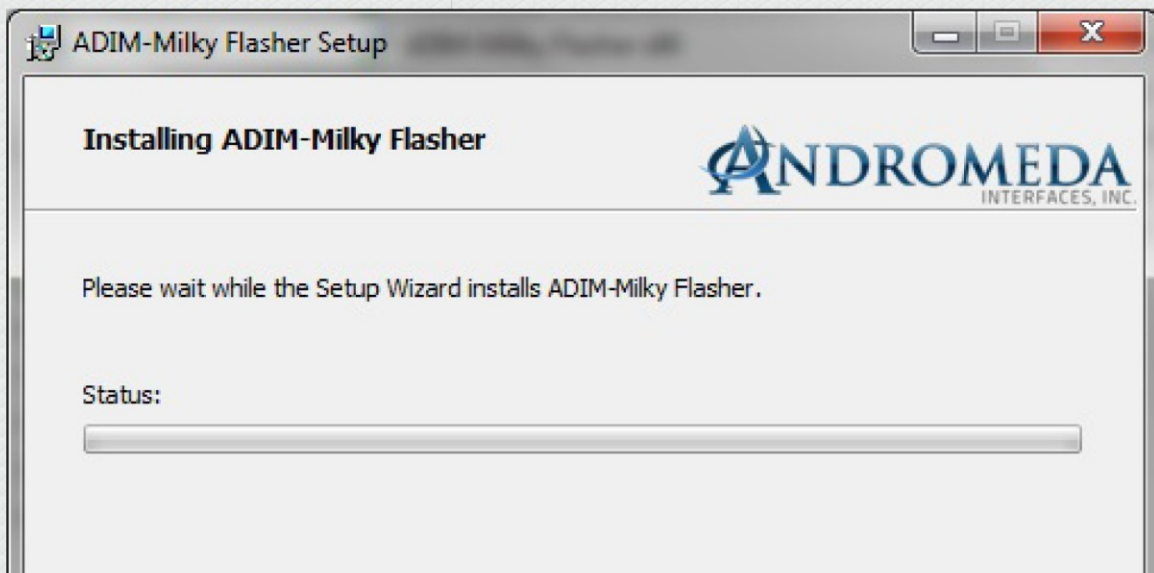 ADIM-Milky Flasher Setup
Installing ADIM-Milky Flasher
ANDROMEDA
INTERFACES, INC.
Please wait while the Setup Wizard installs ADIM-Milky Flasher.
Status: